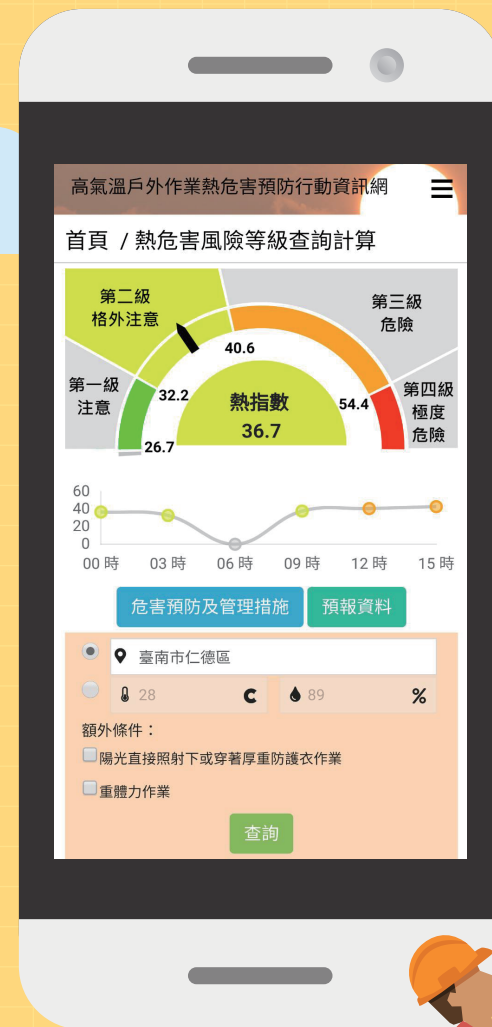 高氣溫戶外作業熱危害預防行動資訊網
首頁 / 熱危害風險等級查詢計算
第二級
格外注意
第三級
危險
40.6
第一級
注意
32.2
熱指數
54.4
第四級
極度
危險
36.7
26.7
60
40
20
0
00 時 03 時 06 時 09 時 12 時 15 時
危害預防及管理措施 預報資料
臺南市仁德區
28 C 89 %
額外條件：
陽光直接照射下或穿著厚重防護衣作業
重體力作業
查詢